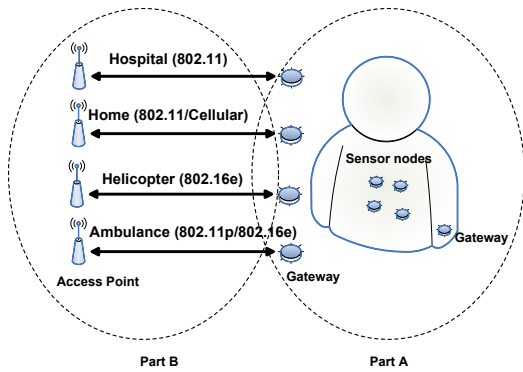 Hospital (802.11)
Home (802.11/Cellular)
Sensor nodes
Helicopter (802.16e)
Ambulance (802.11p/802.16e)
Gateway
Access Point
Gateway
Part B
Part A